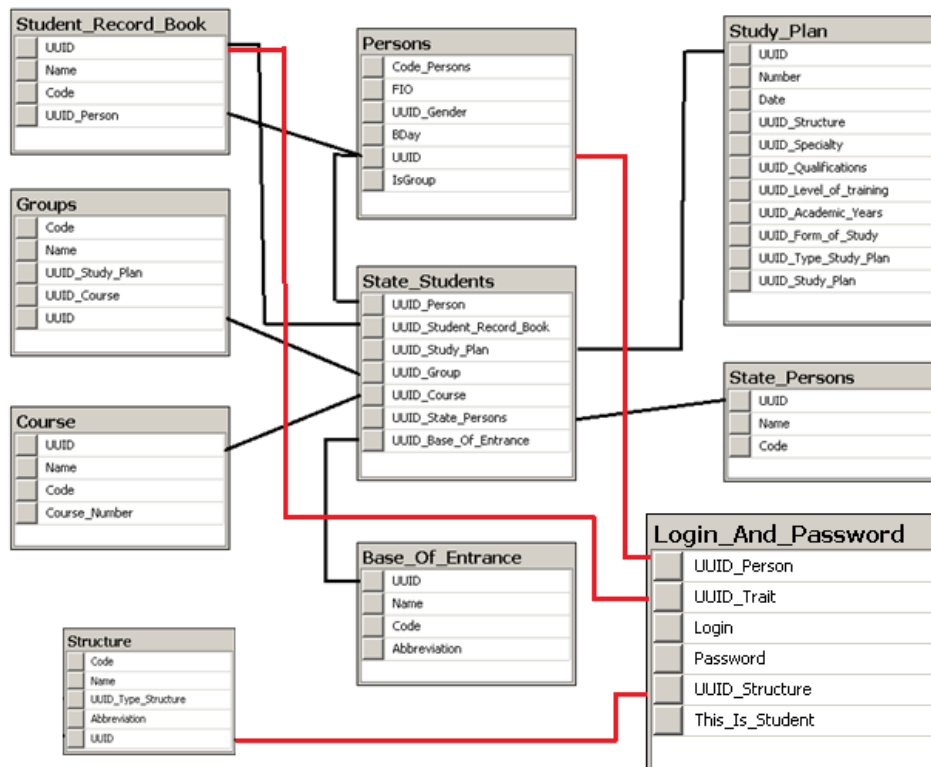 Student_Record_Book
UUID
Name
Code
UUID_Person
Persons
Code_Persons
FIO
UUID_Gender
BDay
UUID
IsGroup
Study_Plan
UUID
Number
Date
UUID_Structure
UUID_Specialty
UUID_Qualifications
UUID_Level_of_training
UUID_Academic_Years
UUID_Form_of_Study
UUID_Type_Study_Plan
UUID_Study_Plan
Groups
Code
Name
UUID_Study_Plan
UUID_Course
UUID
State_Students
UUID_Person
UUID_Student_Record_Book
UUID_Study_Plan
UUID_Group
UUID_Course
UUID_State_Persons
UUID_Base_Of_Entrance
State_Persons
UUID
Name
Code
Course
UUID
Name
Code
Course_Number
Base_Of_Entrance
UUID
Name
Code
Abbreviation
Login_And_Password
UUID_Person
UUID_Trait
Login
Password
UUID_Structure
This_Is_Student
Structure
Code
Name
UUID_Type_Structure
Abbreviation
UUID